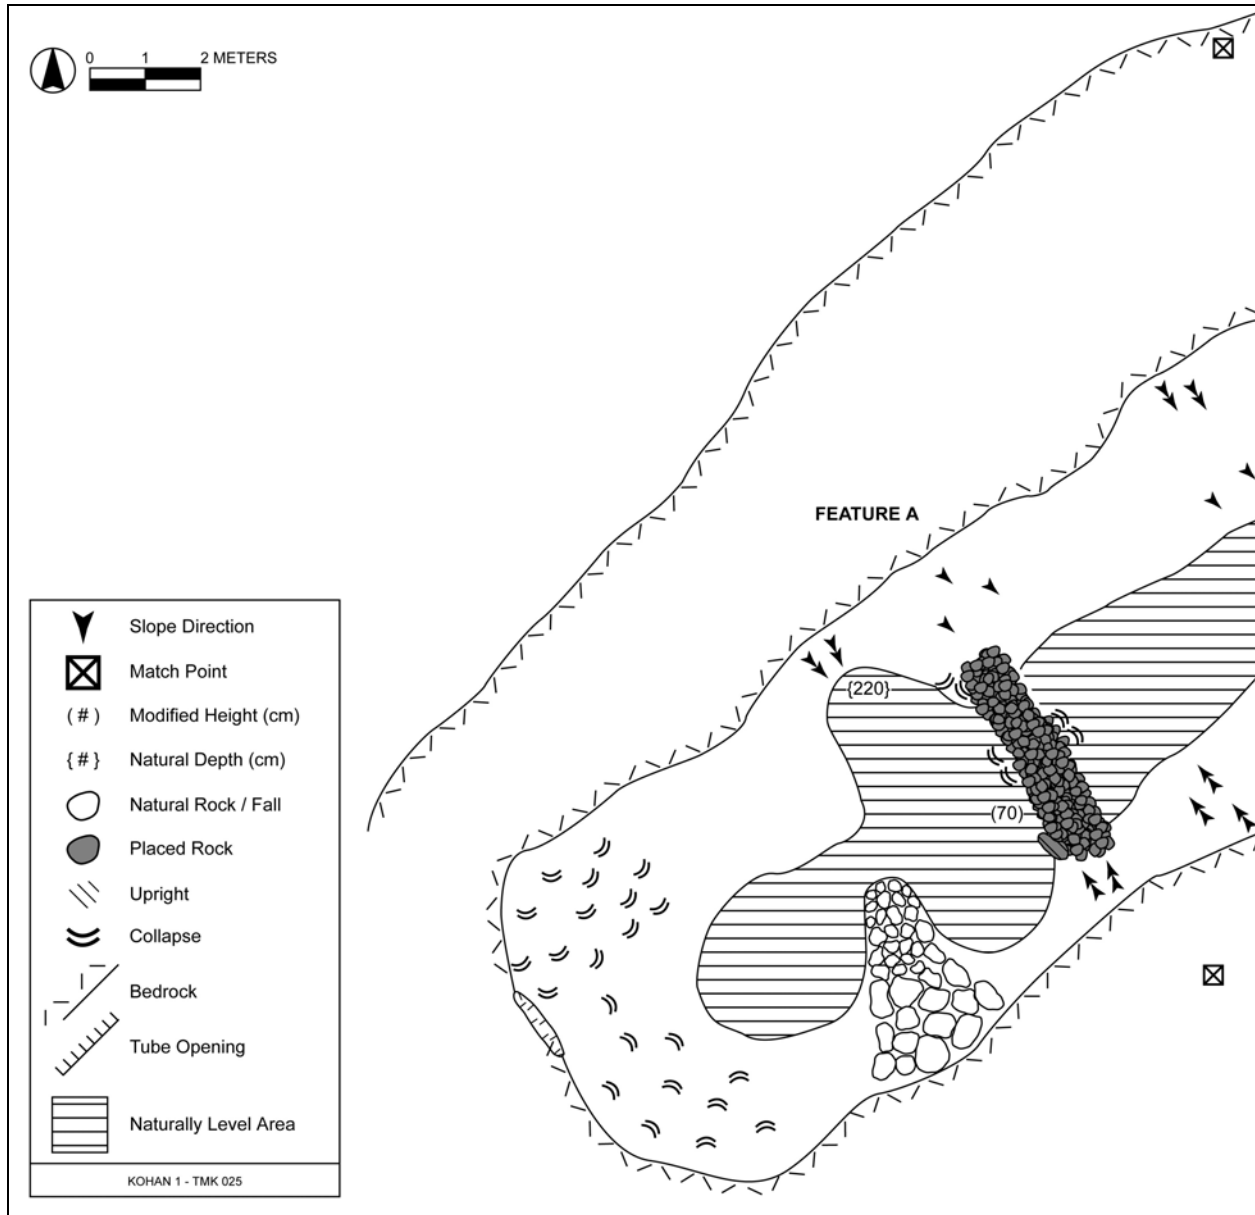 0 1 2 METERS
FEATURE A
{220}
(70)
Slope Direction
Match Point
( # ) Modified Height (cm)
{ # } Natural Depth (cm)
Natural Rock / Fall
Placed Rock
Upright
Collapse
Bedrock
Tube Opening
Naturally Level Area
KOHAN 1 - TMK 025